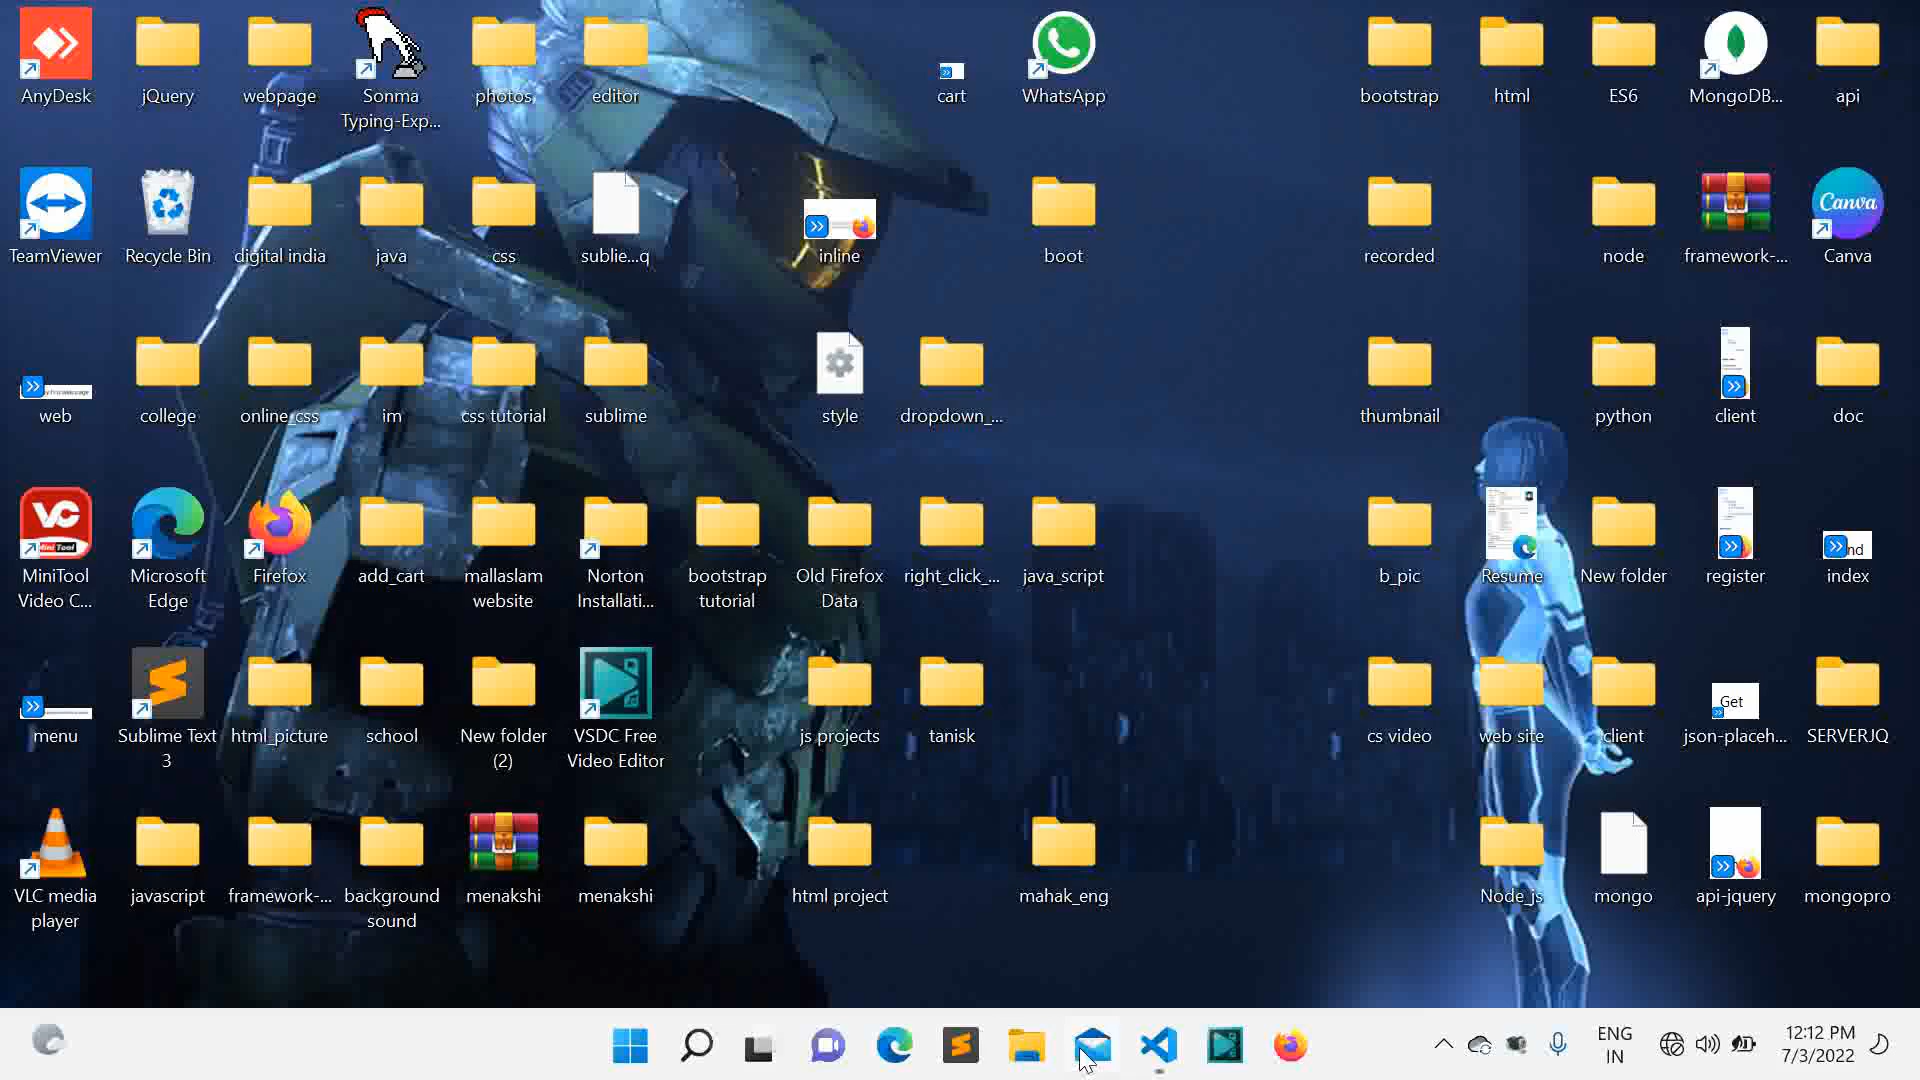 AnyDesk
jQuery
webpage
Sonma
Typing-Exp...
photos
editor
cart
WhatsApp
bootstrap
html
ES6
MongoDB...
api
TeamViewer
Recycle Bin
digital india
java
css
sublie...q
inline
boot
recorded
node
framework-...
Canva
Canva
web
college
online_css
im
css tutorial
sublime
style
dropdown_...
thumbnail
python
client
doc
VC
Mini Tool
MiniTool
Video C...
Microsoft
Edge
Firefox
add_cart
mallaslam
website
Norton
Installati...
bootstrap
tutorial
Old Firefox
Data
right_click_...
java_script
b_pic
Resume
New folder
register
nd
index
menu
Sublime Text
3
html_picture
school
New folder
(2)
VSDC Free
Video Editor
js projects
tanisk
cs video
web site
client
Get
json-placeh...
SERVERJQ
VLC media
player
javascript
framework-...
background
sound
menakshi
menakshi
html project
mahak_eng
Node_js
mongo
api-jquery
mongopro
ENG
IN
12:12 PM
7/3/2022